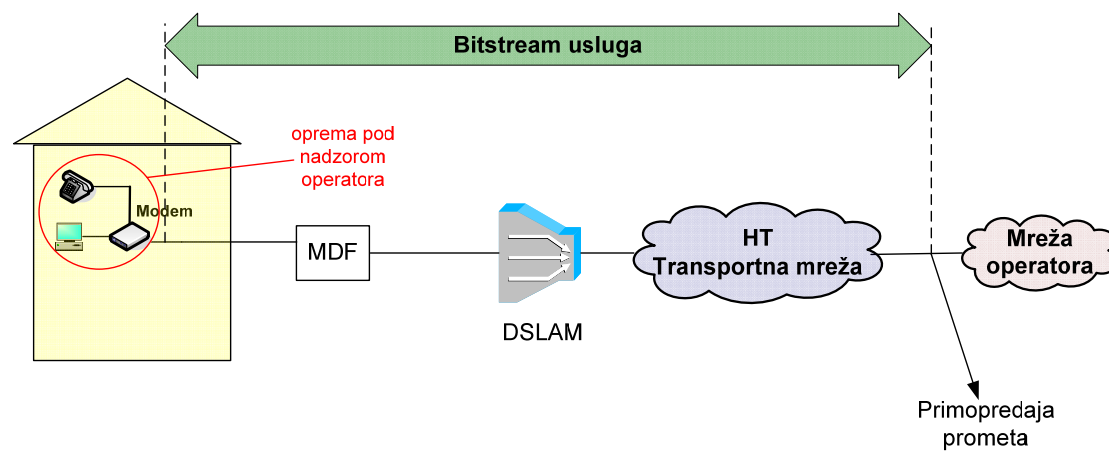 Bitstream usluga
oprema pod
nadzorom
operatora
Modem
MDF
DSLAM
HT
Transportna mreža
Mreža
operatora
Primopredaja
prometa